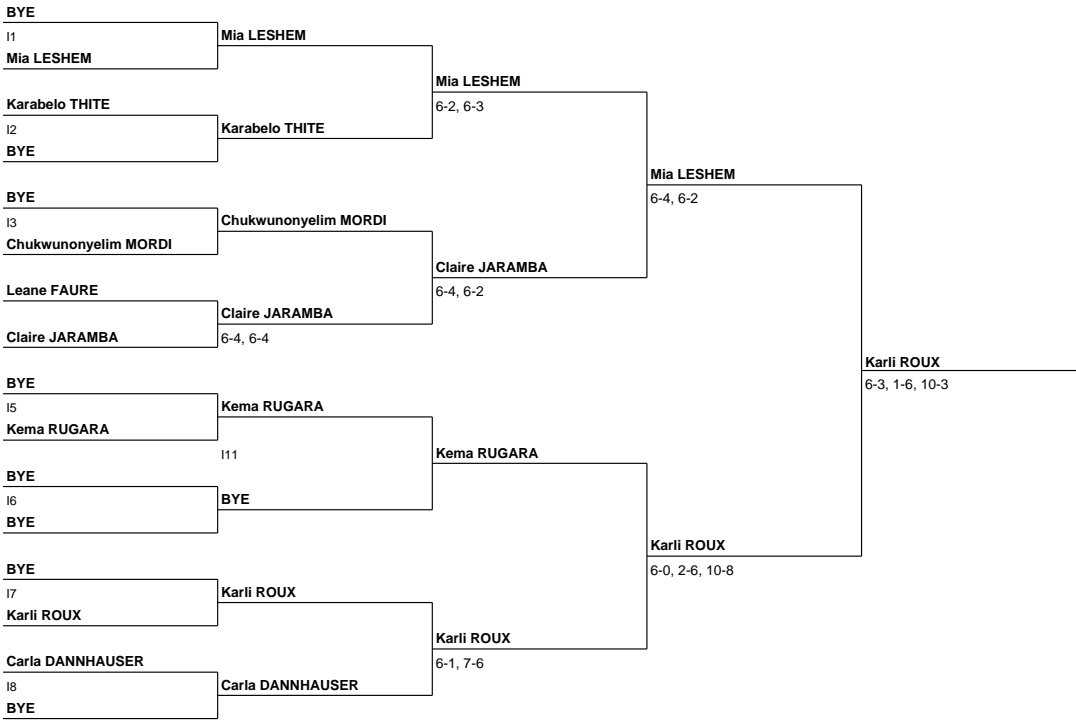 BYE
I1
Mia LESHEM
Mia LESHEM
Karabelo THITE
I2
BYE
Karabelo THITE
Mia LESHEM
6-2, 6-3
BYE
I3
Chukwunonyelim MORDI
Chukwunonyelim MORDI
Leane FAURE
Claire JARAMBA
Claire JARAMBA
6-4, 6-4
Claire JARAMBA
6-4, 6-2
Mia LESHEM
6-4, 6-2
BYE
I5
Kema RUGARA
Kema RUGARA
I11
BYE
I6
BYE
BYE
Kema RUGARA
BYE
I7
Karli ROUX
Karli ROUX
Carla DANNHAUSER
I8
BYE
Carla DANNHAUSER
Karli ROUX
6-1, 7-6
Karli ROUX
6-0, 2-6, 10-8
Karli ROUX
6-3, 1-6, 10-3